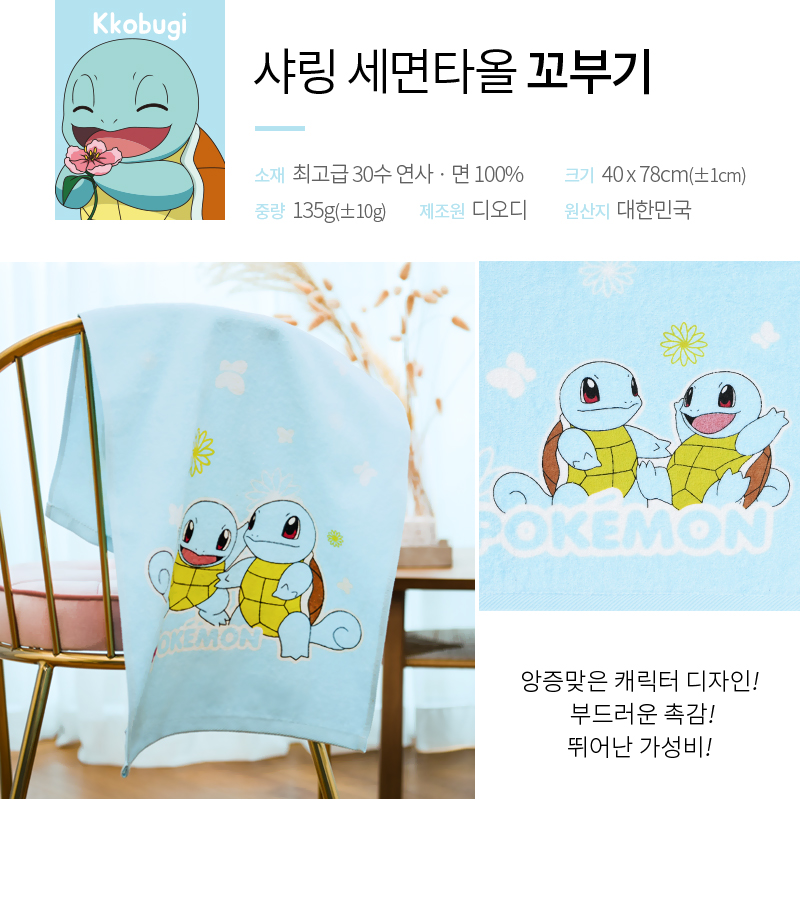 Kkobugi
샤링 세면타올 꼬부기
소재 최고급 30수 연사 · 면 100% 크기 40 x 78cm(±1cm)
중량 135g(±10g) 제조원 디오디 원산지 대한민국
POKÉMON
POKÉMON
앙증맞은 캐릭터 디자인!
부드러운 촉감!
뛰어난 가성비!